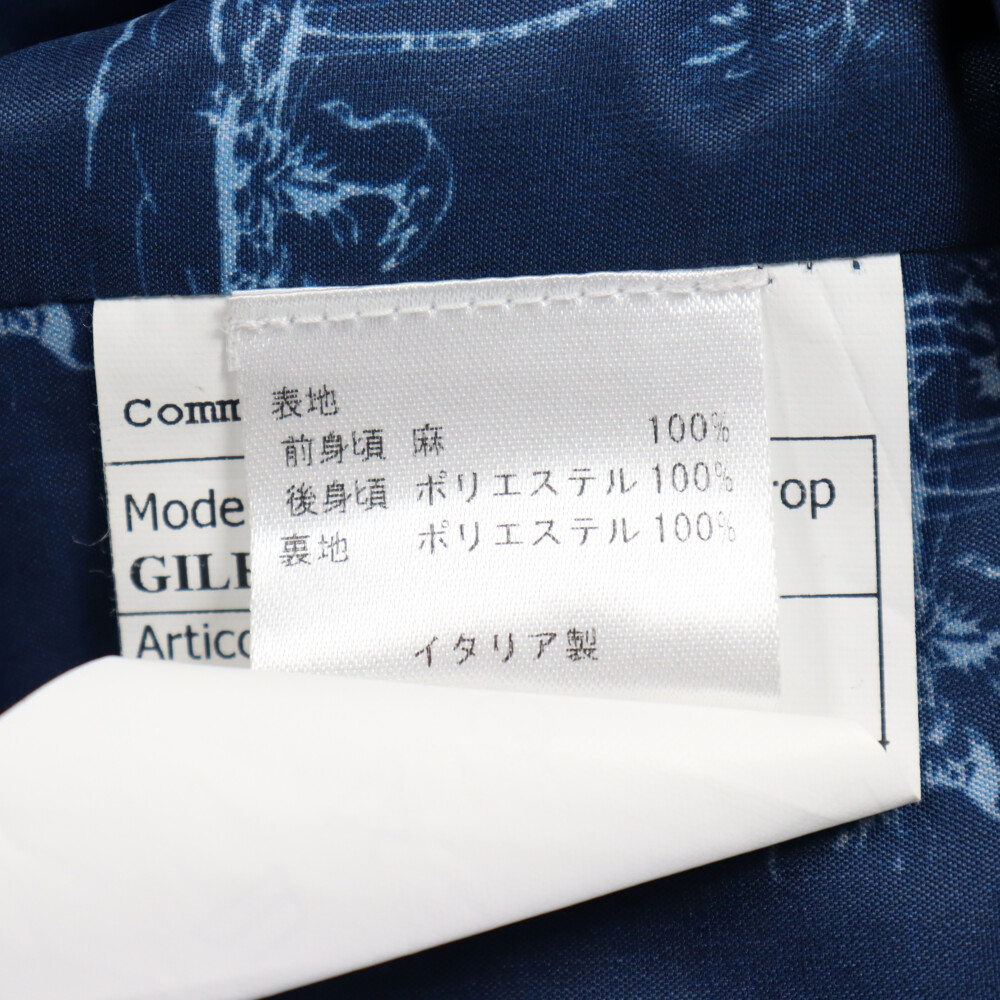 Comm
表地
前身頃 麻 100%
後身頃 ポリエステル 100%
裏地 ポリエステル 100%
イタリア製
Mode
rop
GIL
Artic